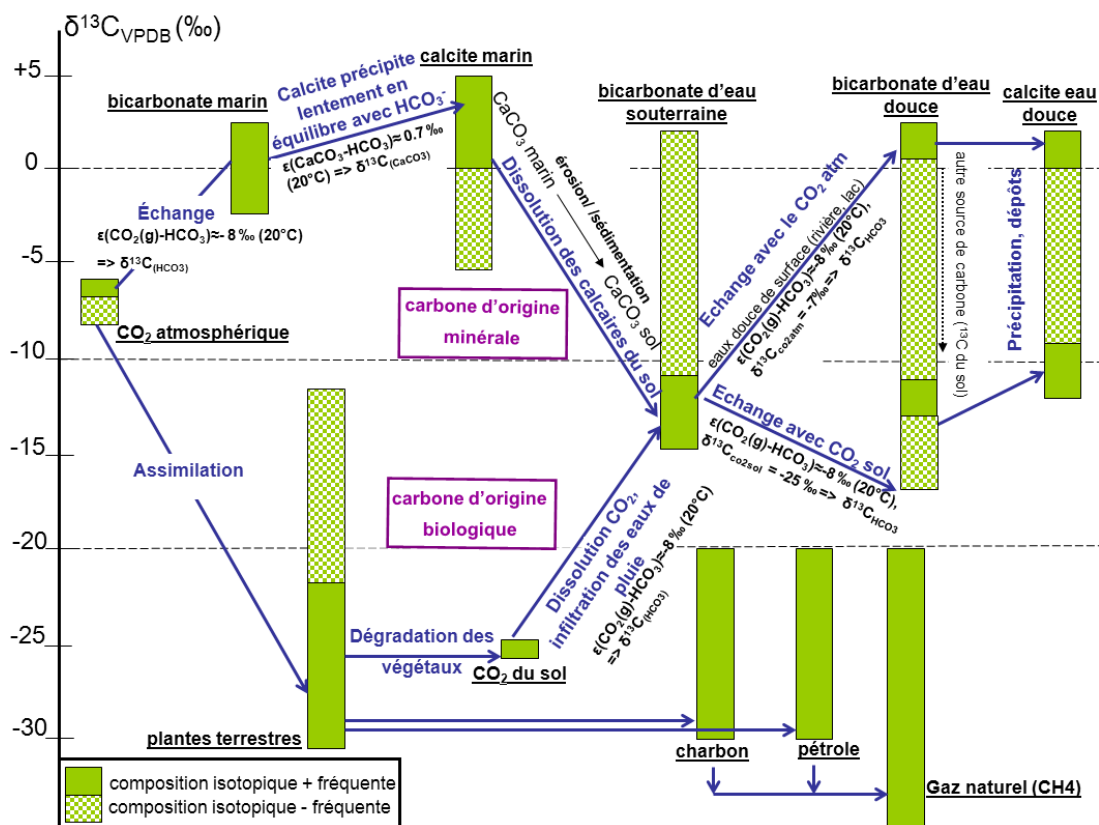 δ¹³C_VPDB (‰)
+5
0
-5
-10
-15
-20
-25
-30
bicarbonate marin
Calcite précipite
lentement en
équilibre avec HCO₃⁻
ε(CaCO₃-HCO₃)≈ 0.7 ‰
(20°C) => δ¹³C(CaCO₃)
calcite marin
Échange
ε(CO₂(g)-HCO₃)≈- 8 ‰ (20°C)
=> δ¹³C(HCO3)
CO₂ atmosphérique
Assimilation
plantes terrestres
CaCO₃ marin
érosion/ /sédimentation
CaCO₃ sol
Dissolution des calcaires du sol
carbone d'origine
minérale
carbone d'origine
biologique
Dégradation des
végétaux
CO₂ du sol
Dissolution CO₂,
infiltration des eaux de
pluie
ε(CO₂(g)-HCO₃)≈-8 ‰ (20°C)
=> δ¹³C(HCO3)
bicarbonate d'eau
souterraine
Echange avec le CO₂ atm
eaux douce de surface (rivière, lac)
ε(CO₂(g)-HCO₃)≈-8 ‰ (20°C),
δ¹³Cco2atm = -7‰ => δ¹³CHCO3
Echange avec CO₂ sol
ε(CO₂(g)-HCO₃)≈-8 ‰ (20°C),
δ¹³Cco2sol = -25 ‰ => δ¹³CHCO3
bicarbonate d'eau
douce
autre source de carbone (¹³C du sol)
calcite eau
douce
Précipitation, dépôts
charbon
pétrole
Gaz naturel (CH4)
composition isotopique + fréquente
composition isotopique - fréquente